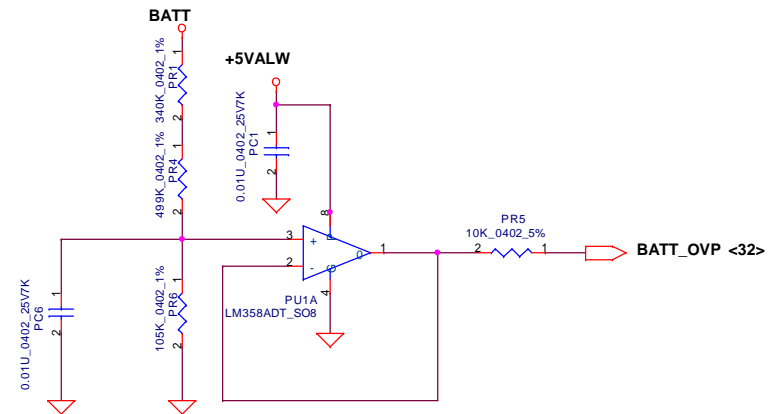 BATT
1
340K_0402_1%
PR1
2
1
499K_0402_1%
PR4
2
+5VALW
1
0.01U_0402_25V7K
PC1
2
8
P
3
+
1
O
2
-
G
4
PU1A
LM358ADT_SO8
PR5
10K_0402_5%
2
1
BATT_OVP <32>
1
0.01U_0402_25V7K
PC6
2
1
105K_0402_1%
PR6
2